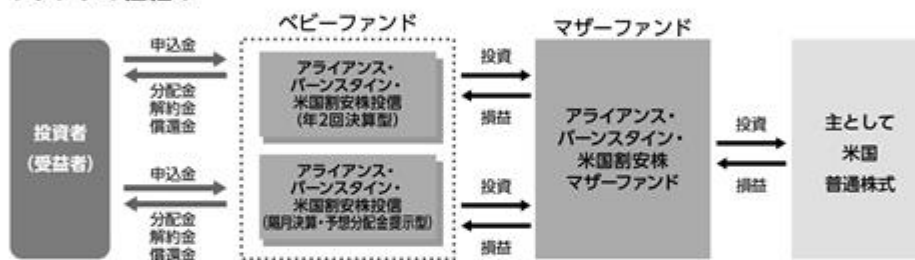 ベビーファンド
マザーファンド
投資者
(受益者)
申込金
分配金
解約金
償還金
申込金
分配金
解約金
償還金
アライアンス・
バーンスタイン・
米国割安株投信
(年2回決算型)
アライアンス・
バーンスタイン・
米国割安株投信
(隔月決算・予想分配金提示型)
投資
損益
投資
損益
アライアンス・
バーンスタイン・
米国割安株
マザーファンド
投資
損益
主として
米国
普通株式